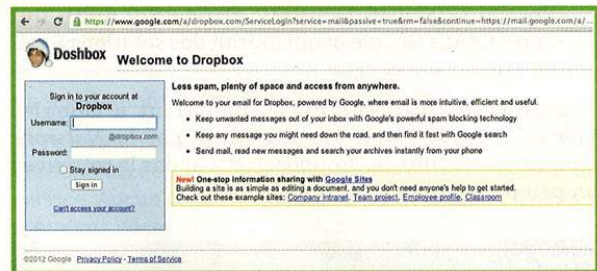 https://www.google.com/a/dropbox.com/ServiceLogin?service=mail&passive=true&rm=false&continue=https://mail.google.com/a/...
Doshbox Welcome to Dropbox
Sign in to your account at
Dropbox
Username:
@dropbox.com
Password:
Stay signed in
Sign in
Can't access your account?
Less spam, plenty of space and access from anywhere.
Welcome to your email for Dropbox, powered by Google, where email is more intuitive, efficient and useful.
• Keep unwanted messages out of your inbox with Google's powerful spam blocking technology
• Keep any message you might need down the road, and then find it fast with Google search
• Send mail, read new messages and search your archives instantly from your phone
New! One-stop information sharing with Google Sites
Building a site is as simple as editing a document, and you don't need anyone's help to get started.
Check out these example sites: Company intranet, Team project, Employee profile, Classroom
©2012 Google Privacy Policy - Terms of Service